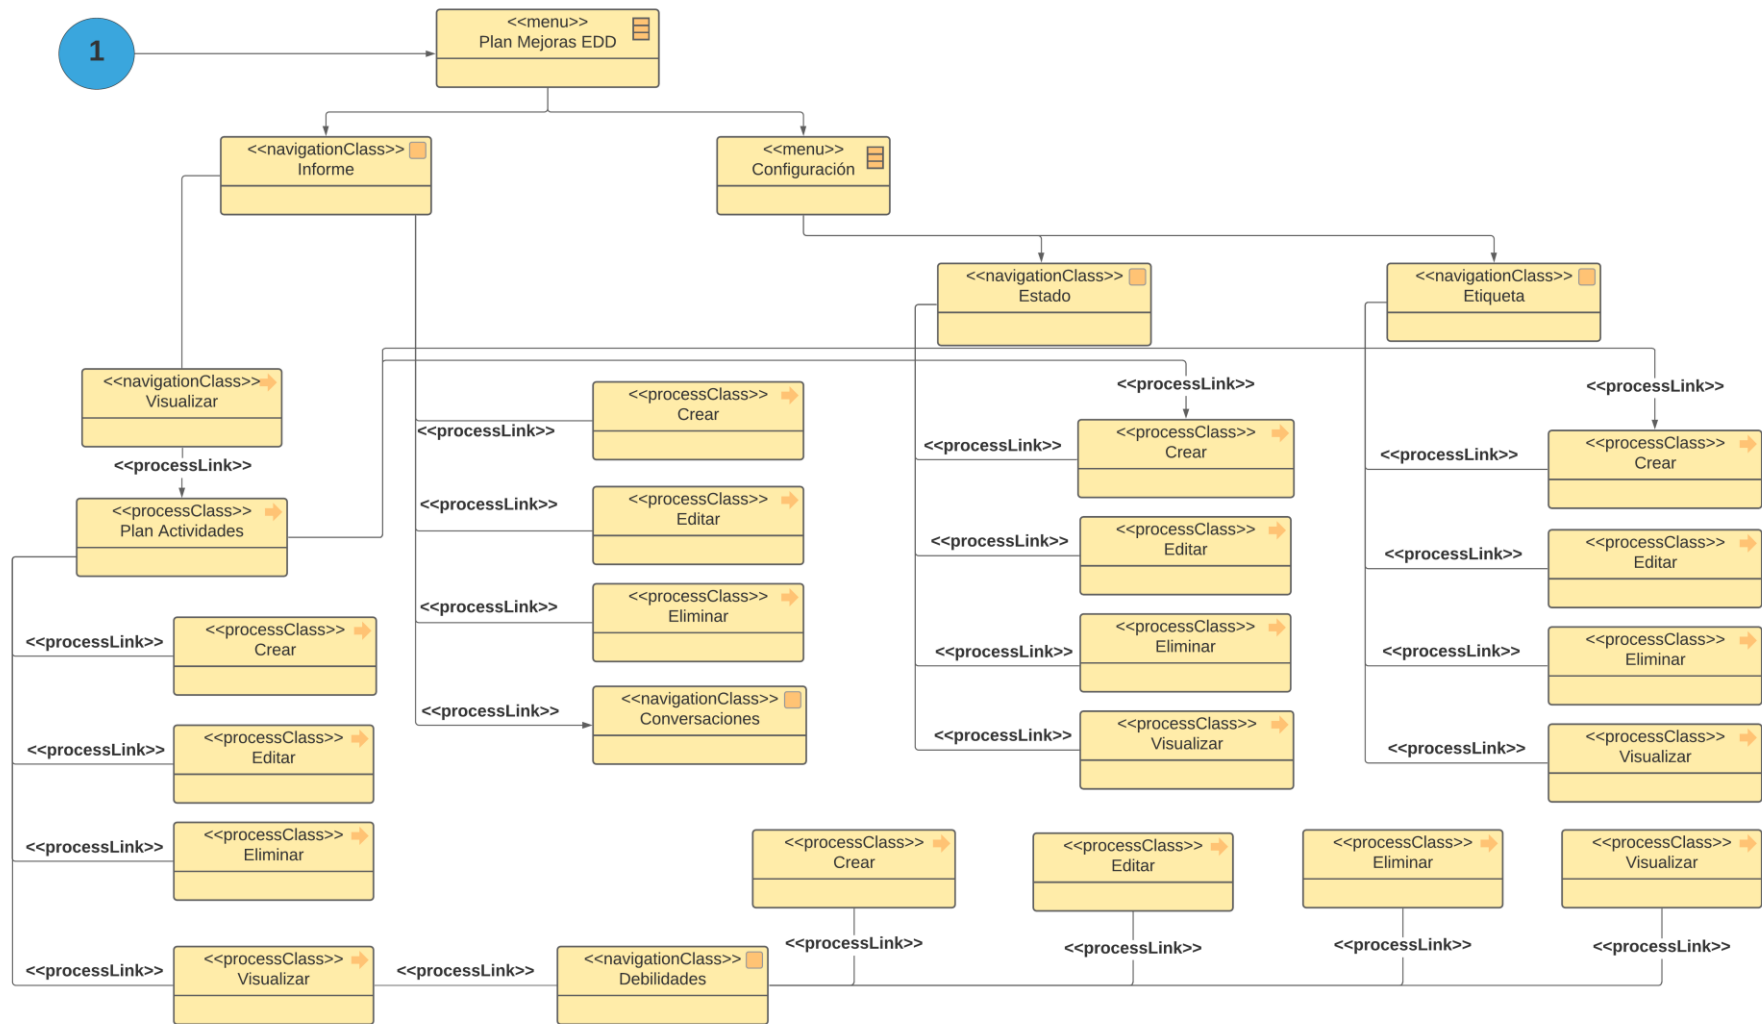 1
<<menu>>
Plan Mejoras EDD
<<navigationClass>>
Informe
<<menu>>
Configuración
<<navigationClass>>
Estado
<<navigationClass>>
Etiqueta
<<navigationClass>>
Visualizar
<<processLink>>
<<processClass>>
Plan Actividades
<<processLink>>
<<processClass>>
Crear
<<processLink>>
<<processClass>>
Editar
<<processLink>>
<<processClass>>
Eliminar
<<processLink>>
<<processClass>>
Visualizar
<<processLink>>
<<processClass>>
Crear
<<processLink>>
<<processClass>>
Editar
<<processLink>>
<<processClass>>
Eliminar
<<processLink>>
<<navigationClass>>
Conversaciones
<<processLink>>
<<processClass>>
Crear
<<processLink>>
<<processLink>>
<<processClass>>
Editar
<<processLink>>
<<processClass>>
Eliminar
<<processLink>>
<<processClass>>
Visualizar
<<processLink>>
<<processClass>>
Crear
<<processLink>>
<<processLink>>
<<processClass>>
Editar
<<processLink>>
<<processClass>>
Eliminar
<<processLink>>
<<processClass>>
Visualizar
<<processLink>>
<<navigationClass>>
Debilidades
<<processClass>>
Crear
<<processLink>>
<<processClass>>
Editar
<<processLink>>
<<processClass>>
Eliminar
<<processLink>>
<<processClass>>
Visualizar
<<processLink>>